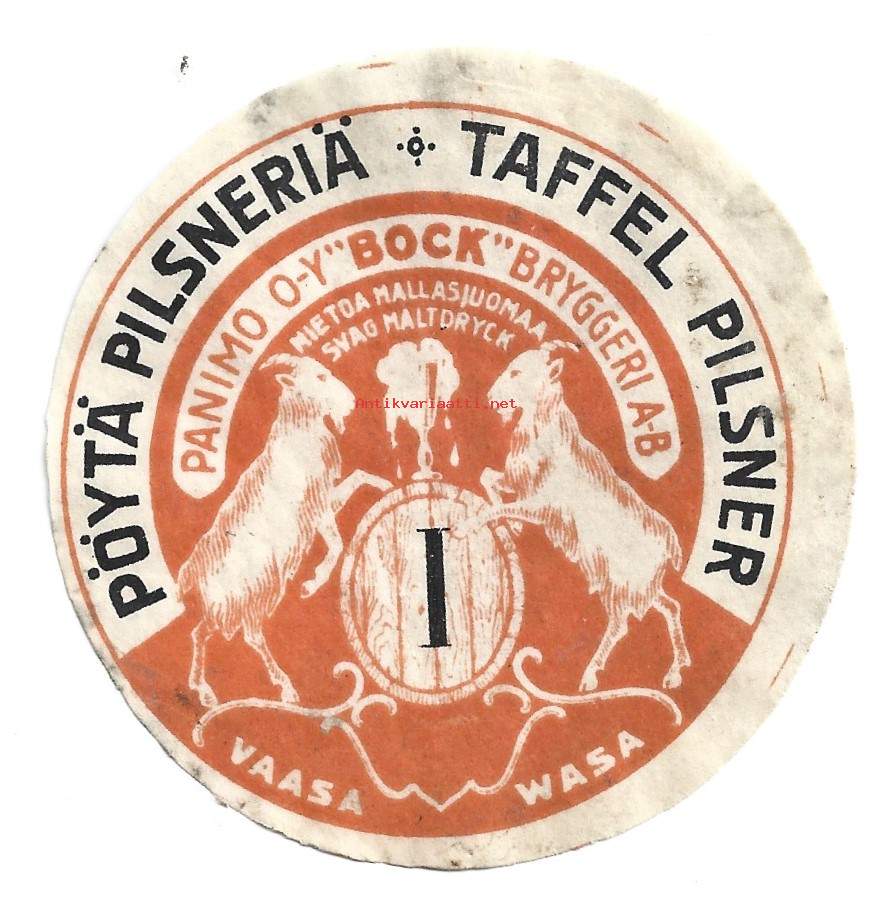 PÖYTÄ PILSNERIÄ TAFFEL PILSNER
PANIMO O-Y "BOCK" BRYGGERI A-B
MIETOA MALLASJUOMAA
SVAG MALTDRYCK
Antikvariaatti.net
I
VAASA WASA